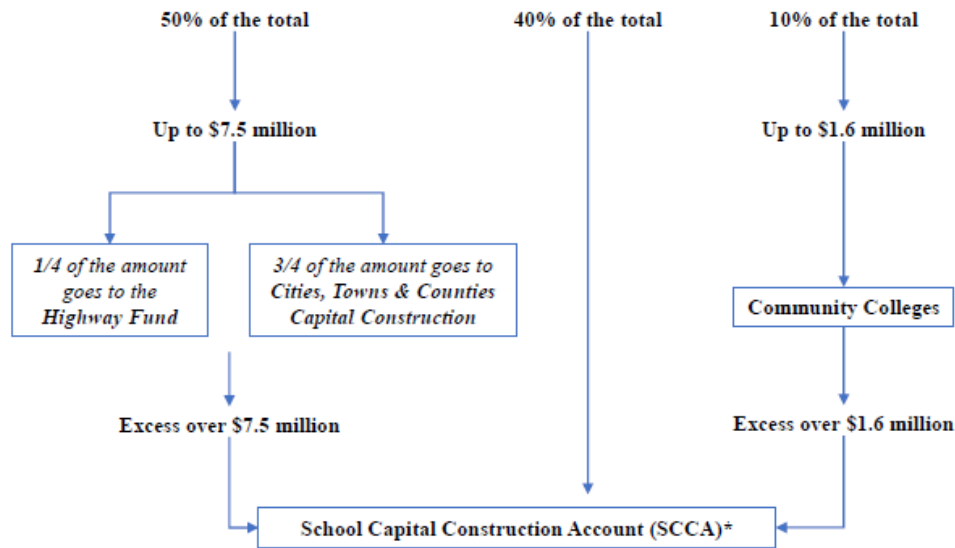 50% of the total
40% of the total
10% of the total
Up to $7.5 million
Up to $1.6 million
1/4 of the amount
goes to the
Highway Fund
3/4 of the amount goes to
Cities, Towns & Counties
Capital Construction
Community Colleges
Excess over $7.5 million
Excess over $1.6 million
School Capital Construction Account (SCCA)*